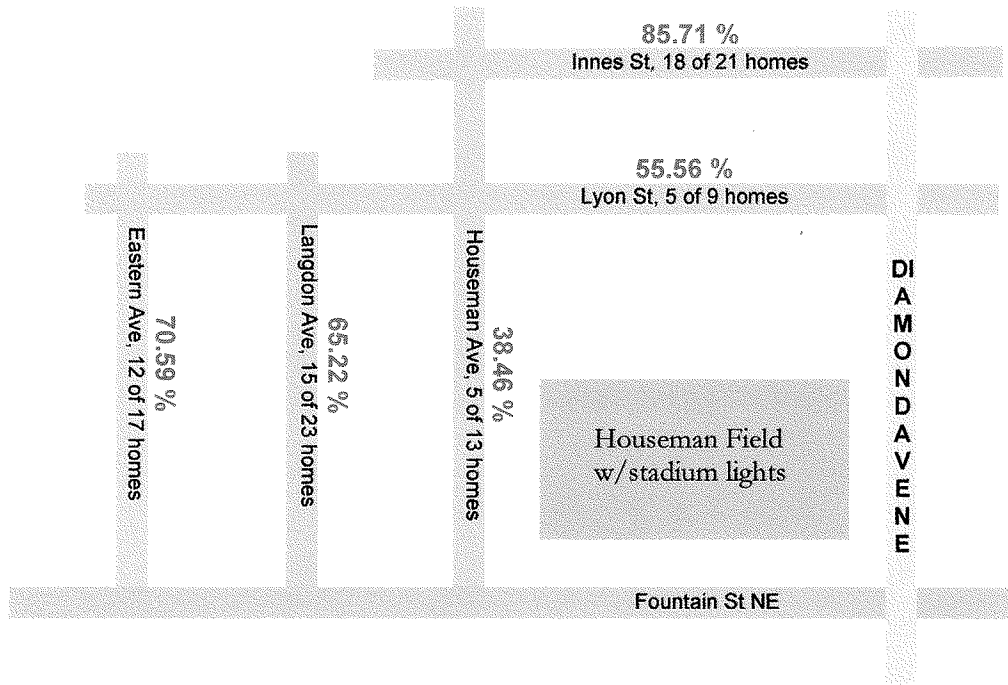 85.71 %
Innes St, 18 of 21 homes
55.56 %
Lyon St, 5 of 9 homes
Eastern Ave, 12 of 17 homes
70.59 %
Langdon Ave, 15 of 23 homes
65.22 %
Houseman Ave, 5 of 13 homes
38.46 %
Houseman Field
w/stadium lights
DI
A
M
O
N
D
A
V
E
N
E
Fountain St NE